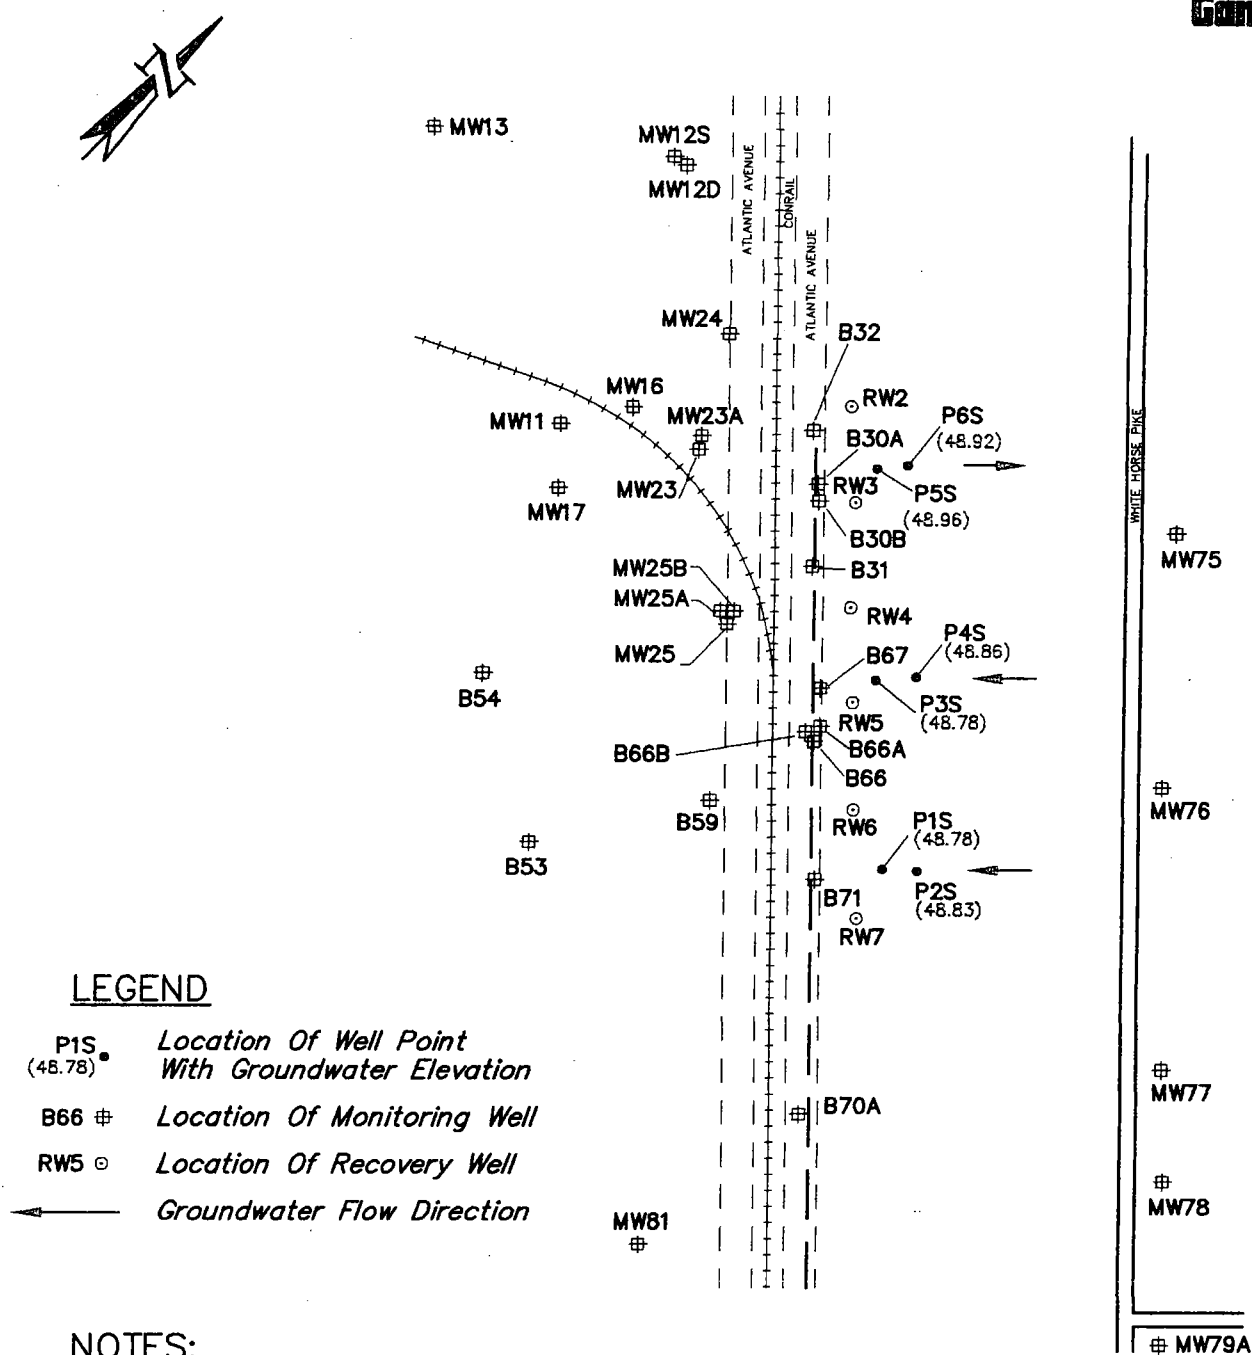 N
MW13
MW12S
MW12D
ATLANTIC AVENUE
CONRAIL
ATLANTIC AVENUE
MW24
B32
MW16
MW23A
RW2
P6S
(48.92)
MW11
B30A
MW23
RW3
P5S
(48.96)
MW17
B30B
WHITE HORSE PIKE
MW75
MW25B
B31
MW25A
RW4
P4S
(48.86)
MW25
B67
B54
P3S
(48.78)
RW5
B66B
B66A
B66
MW76
B59
RW6
P1S
(48.78)
B53
B71
P2S
(48.83)
RW7
LEGEND
P1S
(48.78)
Location Of Well Point
With Groundwater Elevation
B66
Location Of Monitoring Well
B70A
MW77
RW5
Location Of Recovery Well
Groundwater Flow Direction
MW78
MW81
NOTES:
MW79A